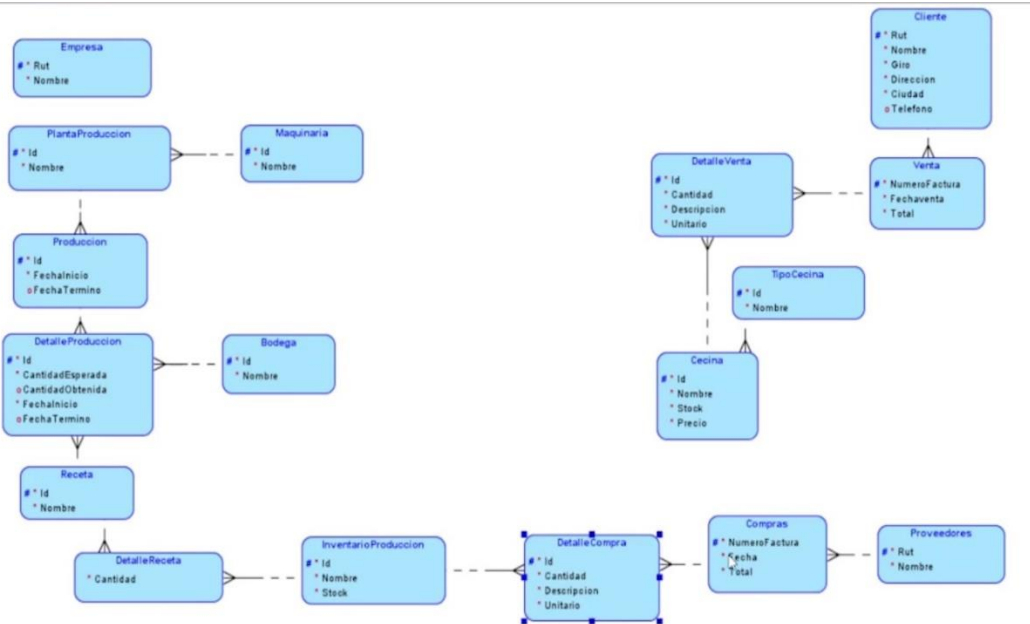 Empresa
# * Rut
* Nombre
PlantaProduccion
# * Id
* Nombre
Maquinaria
# * Id
* Nombre
Produccion
# * Id
* FechaInicio
o FechaTermino
DetalleProduccion
# * Id
* CantidadEsperada
o CantidadObtenida
* FechaInicio
o FechaTermino
Bodega
# * Id
* Nombre
Receta
# * Id
* Nombre
DetalleReceta
* Cantidad
InventarioProduccion
# * Id
* Nombre
* Stock
DetalleCompra
# * Id
* Cantidad
* Descripcion
* Unitario
Compras
# * NumeroFactura
* Fecha
* Total
Proveedores
# * Rut
* Nombre
Cliente
# * Rut
* Nombre
* Giro
* Direccion
* Ciudad
o Telefono
Venta
# * NumeroFactura
* Fechaventa
* Total
DetalleVenta
# * Id
* Cantidad
* Descripcion
* Unitario
TipoCecina
# * Id
* Nombre
Cecina
# * Id
* Nombre
* Stock
* Precio